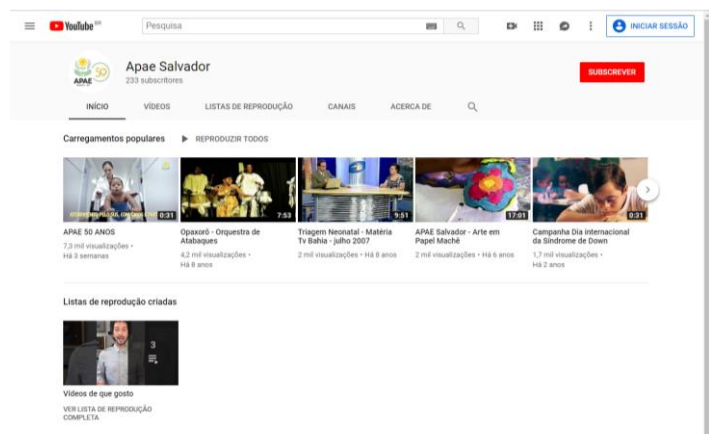 YouTube BR
Pesquisa
INICIAR SESSÃO
APAE 50
Apae Salvador
233 subscritores
SUBSCREVER
INÍCIO VÍDEOS LISTAS DE REPRODUÇÃO CANAIS ACERCA DE
Carregamentos populares REPRODUZIR TODOS
0:31 7:53 9:51 17:01 0:31
APAE 50 ANOS
7,3 mil visualizações •
Há 3 semanas
Opaxorô - Orquestra de
Atabaques
4,2 mil visualizações •
Há 8 anos
Triagem Neonatal - Matéria
Tv Bahia - julho 2007
2 mil visualizações • Há 8 anos
APAE Salvador - Arte em
Papel Machê
2 mil visualizações • Há 6 anos
Campanha Dia internacional
da Síndrome de Down
1,7 mil visualizações •
Há 2 anos
Listas de reprodução criadas
3
Vídeos de que gosto
VER LISTA DE REPRODUÇÃO
COMPLETA